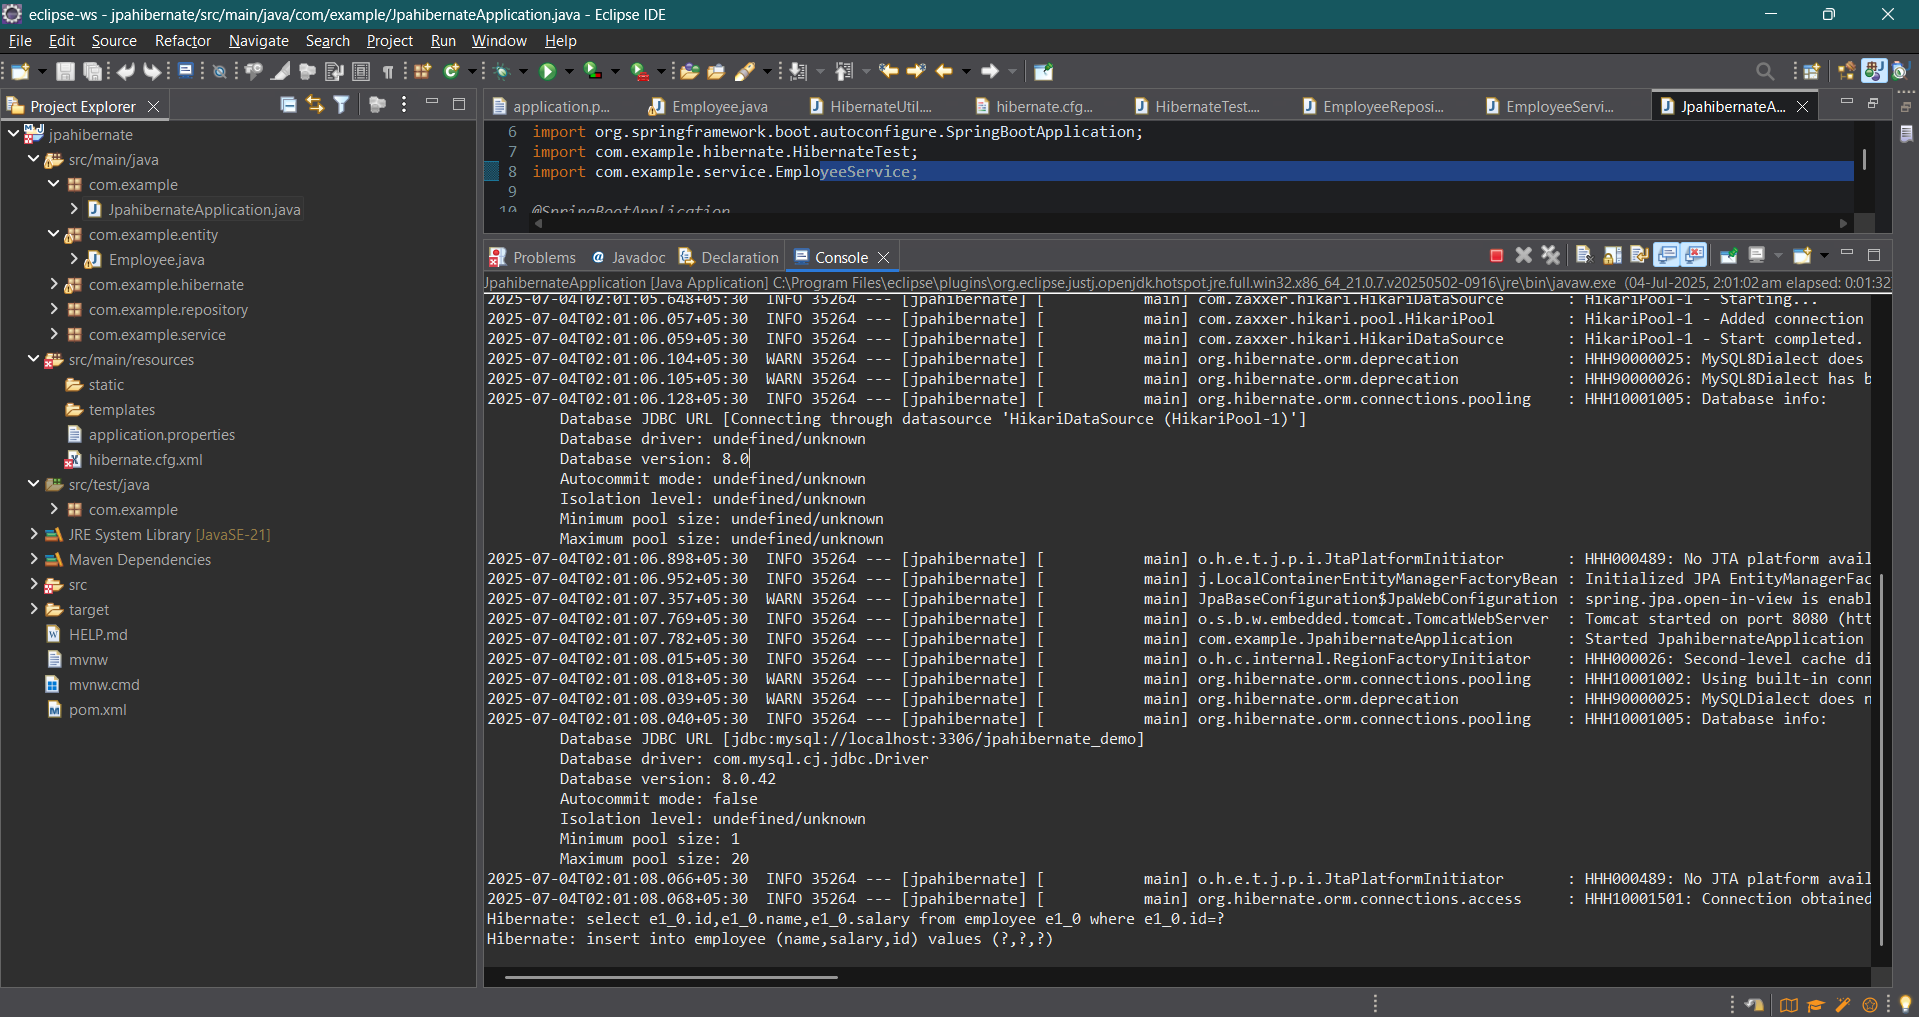 eclipse-ws - jpahibernate/src/main/java/com/example/JpahibernateApplication.java - Eclipse IDE
File Edit Source Refactor Navigate Search Project Run Window Help
Project Explorer
jpahibernate
src/main/java
com.example
JpahibernateApplication.java
com.example.entity
Employee.java
com.example.hibernate
com.example.repository
com.example.service
src/main/resources
static
templates
application.properties
hibernate.cfg.xml
src/test/java
com.example
JRE System Library [JavaSE-21]
Maven Dependencies
src
target
HELP.md
mvnw
mvnw.cmd
pom.xml
application.p... Employee.java HibernateUtil.... hibernate.cfg... HibernateTest.... EmployeeReposi... EmployeeServi... JpahibernateA...
6 import org.springframework.boot.autoconfigure.SpringBootApplication;
7 import com.example.hibernate.HibernateTest;
8 import com.example.service.EmployeeService;
9
10 @SpringBootApplication
Problems Javadoc Declaration Console
JpahibernateApplication [Java Application] C:\Program Files\eclipse\plugins\org.eclipse.justj.openjdk.hotspot.jre.full.win32.x86_64_21.0.7.v20250502-0916\jre\bin\javaw.exe (04-Jul-2025, 2:01:02 am elapsed: 0:01:32
2025-07-04T02:01:05.648+05:30 INFO 35264 --- [jpahibernate] [ main] com.zaxxer.hikari.HikariDataSource : HikariPool-1 - Starting...
2025-07-04T02:01:06.057+05:30 INFO 35264 --- [jpahibernate] [ main] com.zaxxer.hikari.pool.HikariPool : HikariPool-1 - Added connection
2025-07-04T02:01:06.059+05:30 INFO 35264 --- [jpahibernate] [ main] com.zaxxer.hikari.HikariDataSource : HikariPool-1 - Start completed.
2025-07-04T02:01:06.104+05:30 WARN 35264 --- [jpahibernate] [ main] org.hibernate.orm.deprecation : HHH90000025: MySQL8Dialect does
2025-07-04T02:01:06.105+05:30 WARN 35264 --- [jpahibernate] [ main] org.hibernate.orm.deprecation : HHH90000026: MySQL8Dialect has b
2025-07-04T02:01:06.128+05:30 INFO 35264 --- [jpahibernate] [ main] org.hibernate.orm.connections.pooling : HHH10001005: Database info:
Database JDBC URL [Connecting through datasource 'HikariDataSource (HikariPool-1)']
Database driver: undefined/unknown
Database version: 8.0
Autocommit mode: undefined/unknown
Isolation level: undefined/unknown
Minimum pool size: undefined/unknown
Maximum pool size: undefined/unknown
2025-07-04T02:01:06.898+05:30 INFO 35264 --- [jpahibernate] [ main] o.h.e.t.j.p.i.JtaPlatformInitiator : HHH000489: No JTA platform avail
2025-07-04T02:01:06.952+05:30 INFO 35264 --- [jpahibernate] [ main] j.LocalContainerEntityManagerFactoryBean : Initialized JPA EntityManagerFac
2025-07-04T02:01:07.357+05:30 WARN 35264 --- [jpahibernate] [ main] JpaBaseConfiguration$JpaWebConfiguration : spring.jpa.open-in-view is enabl
2025-07-04T02:01:07.769+05:30 INFO 35264 --- [jpahibernate] [ main] o.s.b.w.embedded.tomcat.TomcatWebServer : Tomcat started on port 8080 (htt
2025-07-04T02:01:07.782+05:30 INFO 35264 --- [jpahibernate] [ main] com.example.JpahibernateApplication : Started JpahibernateApplication
2025-07-04T02:01:08.015+05:30 INFO 35264 --- [jpahibernate] [ main] o.h.c.internal.RegionFactoryInitiator : HHH000026: Second-level cache di
2025-07-04T02:01:08.018+05:30 WARN 35264 --- [jpahibernate] [ main] org.hibernate.orm.connections.pooling : HHH10001002: Using built-in conn
2025-07-04T02:01:08.039+05:30 WARN 35264 --- [jpahibernate] [ main] org.hibernate.orm.deprecation : HHH90000025: MySQLDialect does n
2025-07-04T02:01:08.040+05:30 INFO 35264 --- [jpahibernate] [ main] org.hibernate.orm.connections.pooling : HHH10001005: Database info:
Database JDBC URL [jdbc:mysql://localhost:3306/jpahibernate_demo]
Database driver: com.mysql.cj.jdbc.Driver
Database version: 8.0.42
Autocommit mode: false
Isolation level: undefined/unknown
Minimum pool size: 1
Maximum pool size: 20
2025-07-04T02:01:08.066+05:30 INFO 35264 --- [jpahibernate] [ main] o.h.e.t.j.p.i.JtaPlatformInitiator : HHH000489: No JTA platform avail
2025-07-04T02:01:08.068+05:30 INFO 35264 --- [jpahibernate] [ main] org.hibernate.orm.connections.access : HHH10001501: Connection obtained
Hibernate: select e1_0.id,e1_0.name,e1_0.salary from employee e1_0 where e1_0.id=?
Hibernate: insert into employee (name,salary,id) values (?,?,?)